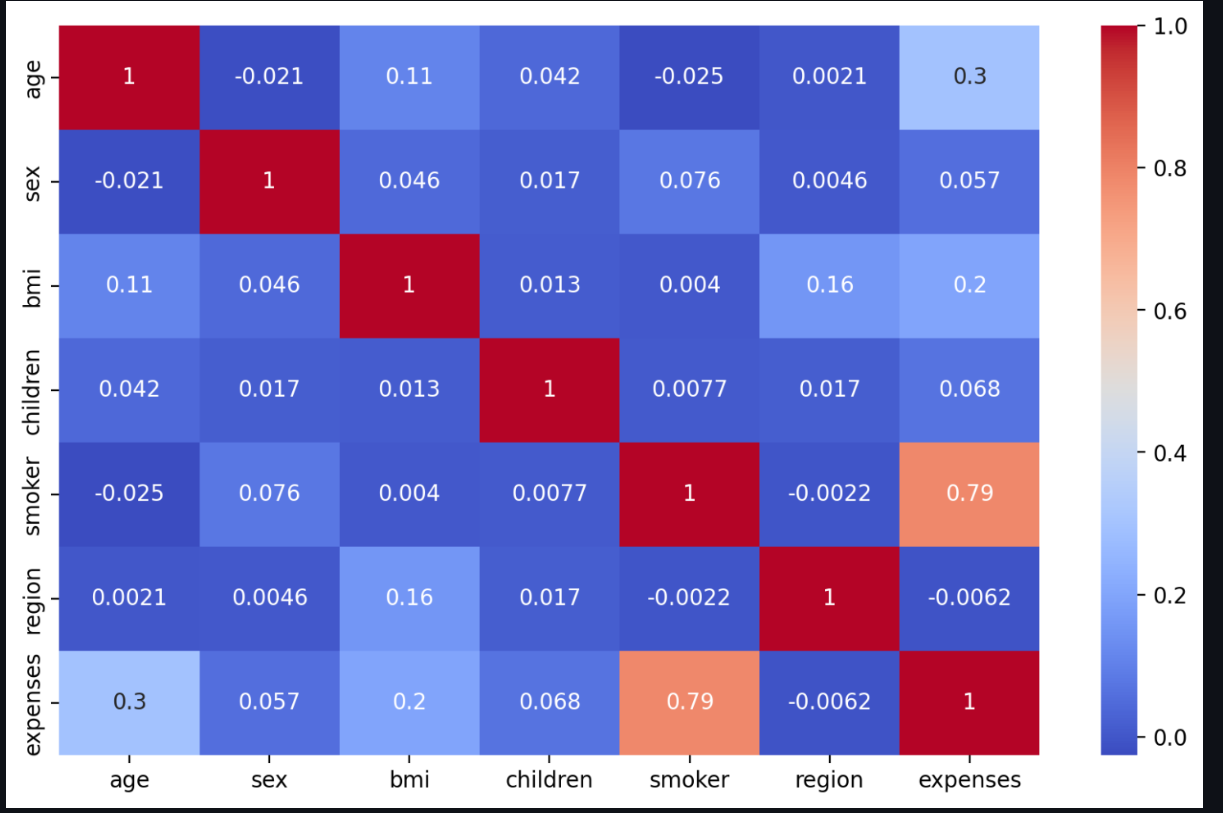 age 1 -0.021 0.11 0.042 -0.025 0.0021 0.3
sex -0.021 1 0.046 0.017 0.076 0.0046 0.057
bmi 0.11 0.046 1 0.013 0.004 0.16 0.2
children 0.042 0.017 0.013 1 0.0077 0.017 0.068
smoker -0.025 0.076 0.004 0.0077 1 -0.0022 0.79
region 0.0021 0.0046 0.16 0.017 -0.0022 1 -0.0062
expenses 0.3 0.057 0.2 0.068 0.79 -0.0062 1
age sex bmi children smoker region expenses
1.0
0.8
0.6
0.4
0.2
0.0